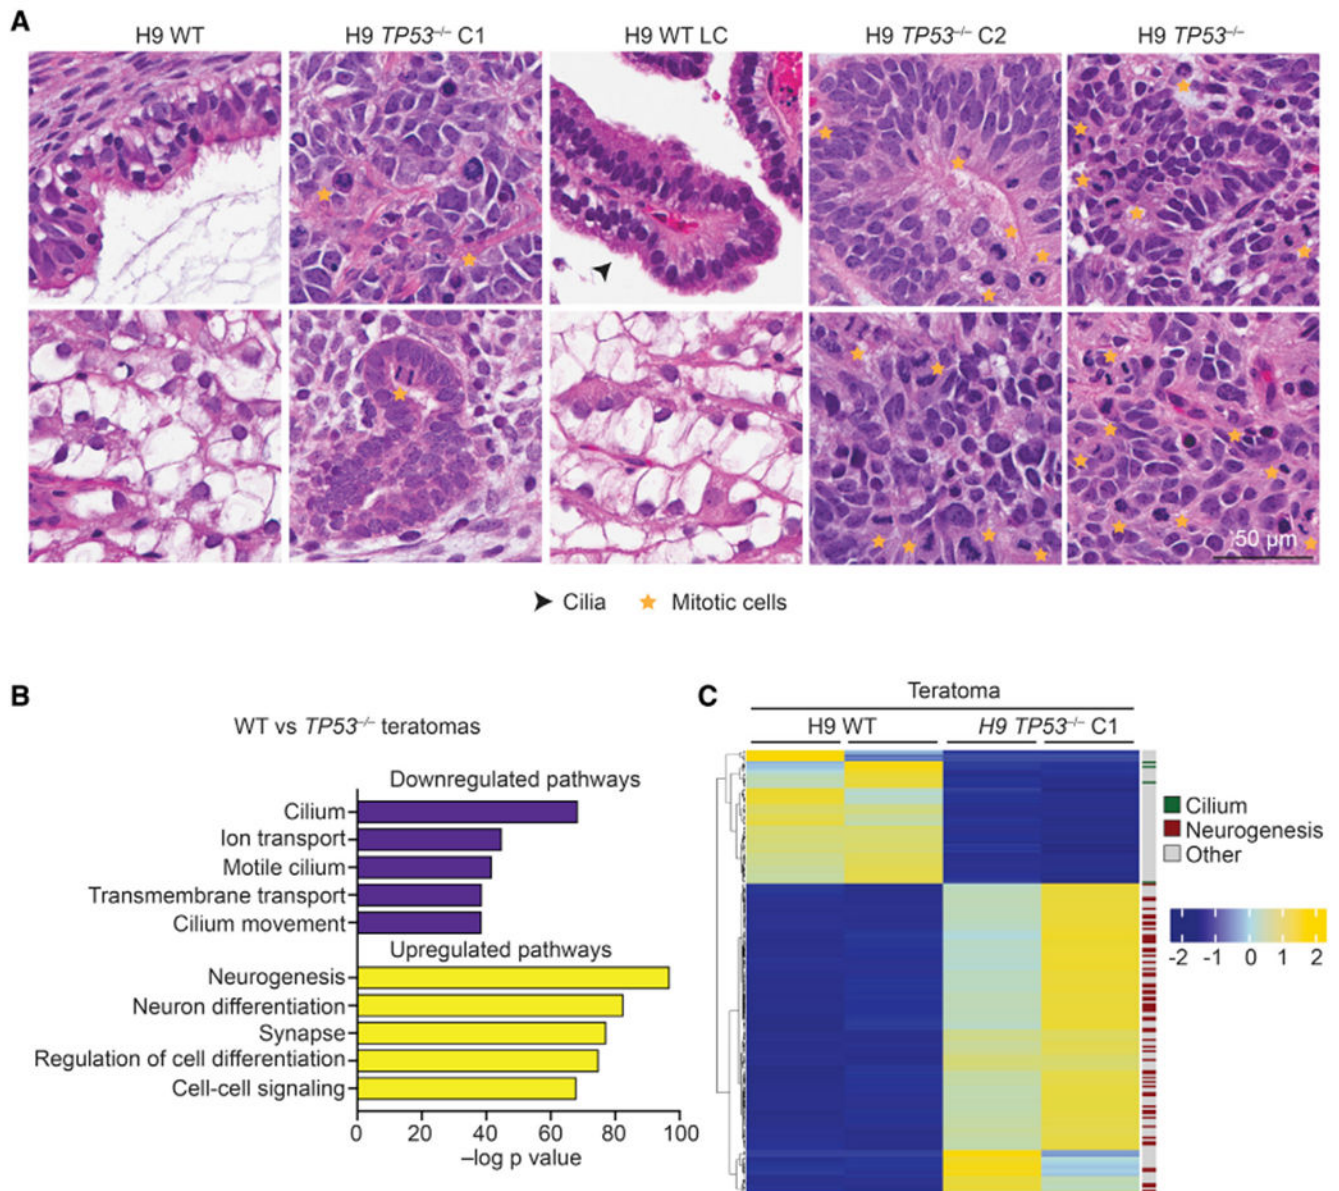 A
H9 WT
H9 TP53–/– C1
H9 WT LC
H9 TP53–/– C2
H9 TP53–/–
50 μm
Cilia
Mitotic cells
B
WT vs TP53–/– teratomas
Downregulated pathways
Cilium
Ion transport
Motile cilium
Transmembrane transport
Cilium movement
Upregulated pathways
Neurogenesis
Neuron differentiation
Synapse
Regulation of cell differentiation
Cell-cell signaling
0 20 40 60 80 100
–log p value
C
Teratoma
H9 WT
H9 TP53–/– C1
Cilium
Neurogenesis
Other
-2 -1 0 1 2